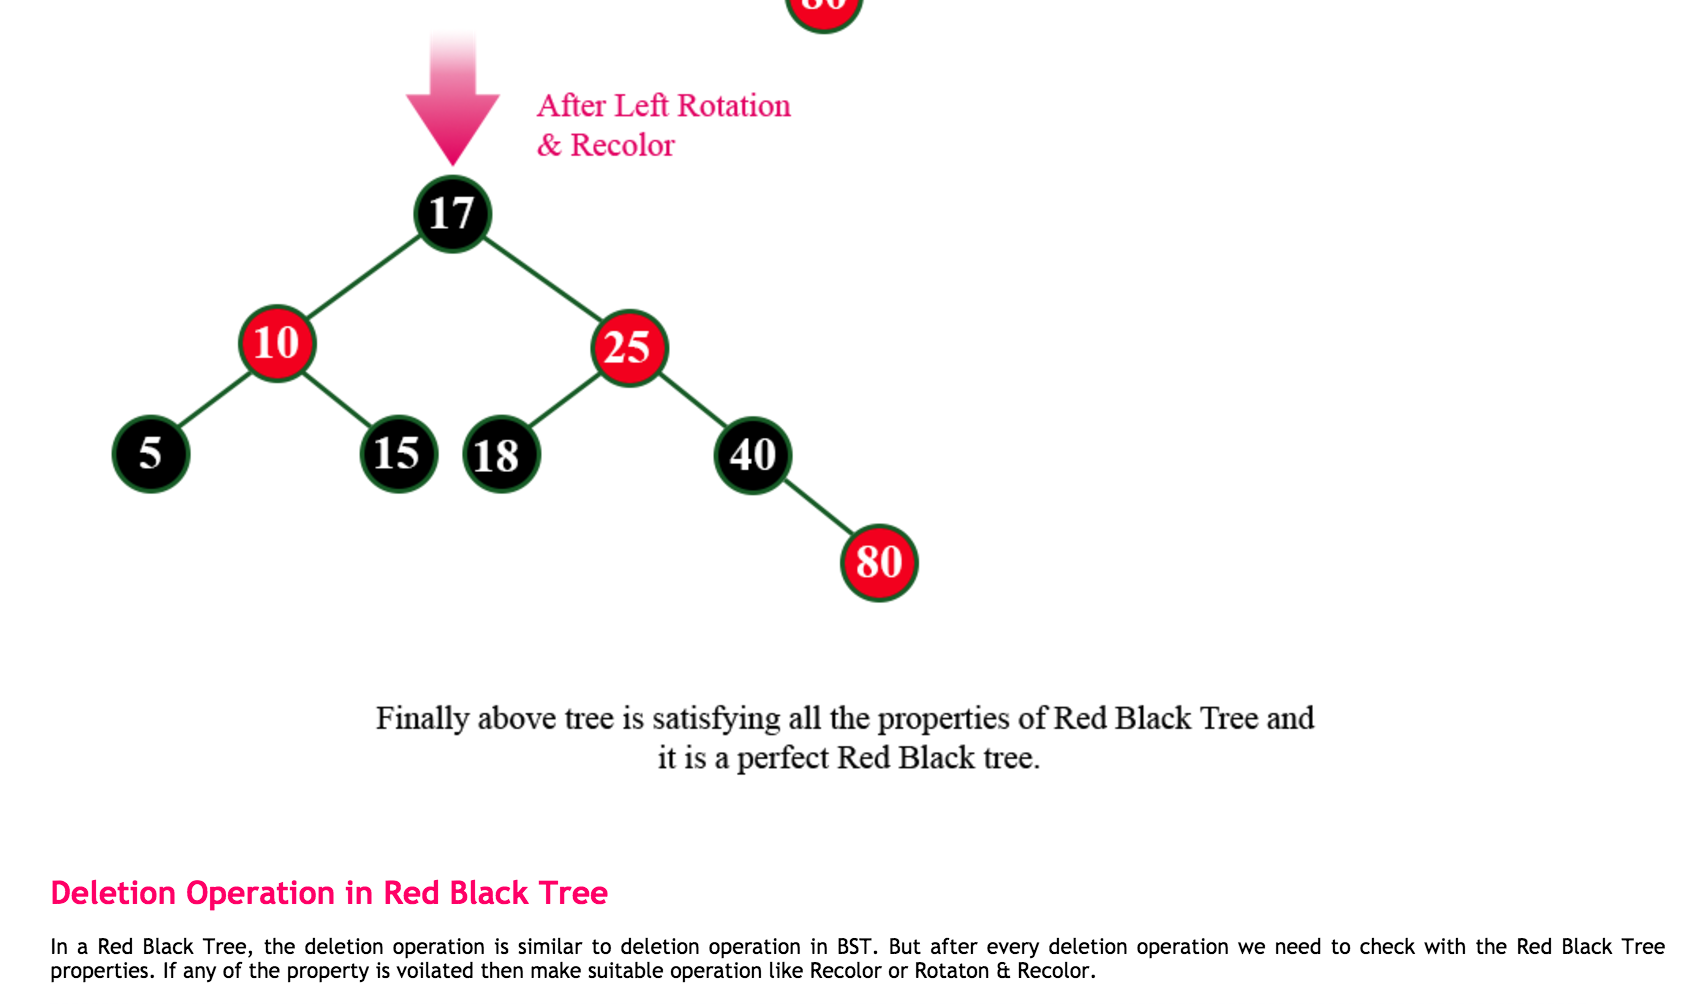 80
After Left Rotation
& Recolor
17
10
25
5
15
18
40
80
Finally above tree is satisfying all the properties of Red Black Tree and
it is a perfect Red Black tree.
Deletion Operation in Red Black Tree
In a Red Black Tree, the deletion operation is similar to deletion operation in BST. But after every deletion operation we need to check with the Red Black Tree
properties. If any of the property is voilated then make suitable operation like Recolor or Rotaton & Recolor.